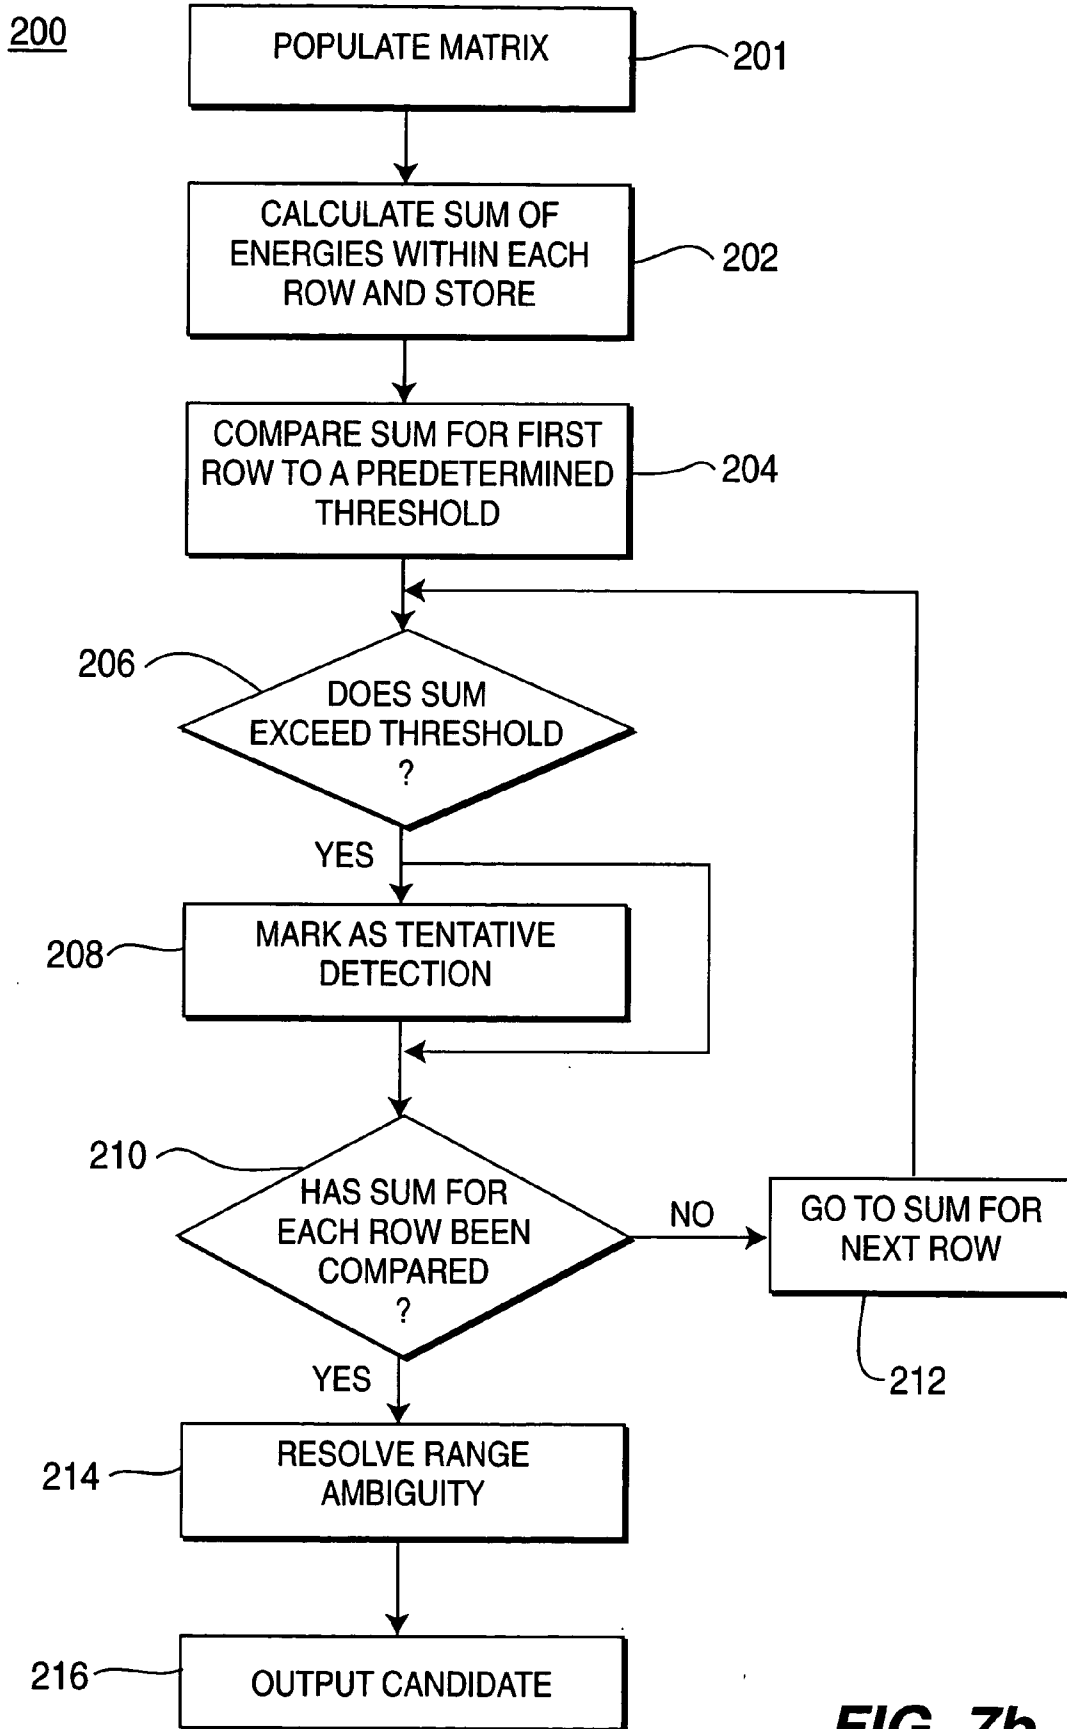 200
POPULATE MATRIX
201
CALCULATE SUM OF
ENERGIES WITHIN EACH
ROW AND STORE
202
COMPARE SUM FOR FIRST
ROW TO A PREDETERMINED
THRESHOLD
204
206
DOES SUM
EXCEED THRESHOLD
?
YES
208
MARK AS TENTATIVE
DETECTION
210
HAS SUM FOR
EACH ROW BEEN
COMPARED
?
NO
GO TO SUM FOR
NEXT ROW
212
YES
214
RESOLVE RANGE
AMBIGUITY
216
OUTPUT CANDIDATE
FIG. 7b